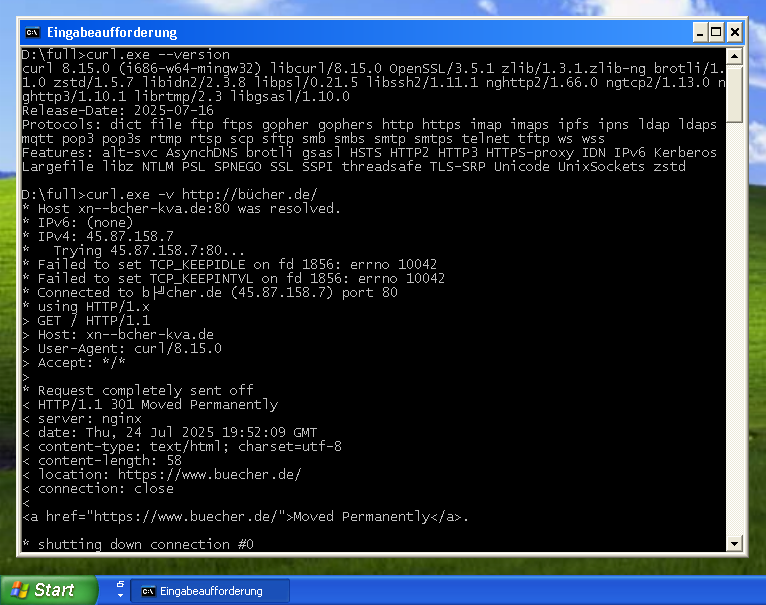 Eingabeaufforderung
D:\full>curl.exe --version
curl 8.15.0 (i686-w64-mingw32) libcurl/8.15.0 OpenSSL/3.5.1 zlib/1.3.1.zlib-ng brotli/1.
1.0 zstd/1.5.7 libidn2/2.3.8 libpsl/0.21.5 libssh2/1.11.1 nghttp2/1.66.0 ngtcp2/1.13.0 n
ghttp3/1.10.1 librtmp/2.3 libgsasl/1.10.0
Release-Date: 2025-07-16
Protocols: dict file ftp ftps gopher gophers http https imap imaps ipfs ipns ldap ldaps
mqtt pop3 pop3s rtmp rtsp scp sftp smb smbs smtp smtps telnet tftp ws wss
Features: alt-svc AsynchDNS brotli gsasl HSTS HTTP2 HTTP3 HTTPS-proxy IDN IPv6 Kerberos
Largefile libz NTLM PSL SPNEGO SSL SSPI threadsafe TLS-SRP Unicode UnixSockets zstd
D:\full>curl.exe -v http://bücher.de/
* Host xn--bcher-kva.de:80 was resolved.
* IPv6: (none)
* IPv4: 45.87.158.7
*   Trying 45.87.158.7:80...
* Failed to set TCP_KEEPIDLE on fd 1856: errno 10042
* Failed to set TCP_KEEPINTVL on fd 1856: errno 10042
* Connected to b├╝cher.de (45.87.158.7) port 80
* using HTTP/1.x
> GET / HTTP/1.1
> Host: xn--bcher-kva.de
> User-Agent: curl/8.15.0
> Accept: */*
>
* Request completely sent off
< HTTP/1.1 301 Moved Permanently
< server: nginx
< date: Thu, 24 Jul 2025 19:52:09 GMT
< content-type: text/html; charset=utf-8
< content-length: 58
< location: https://www.buecher.de/
< connection: close
<
<a href="https://www.buecher.de/">Moved Permanently</a>.
* shutting down connection #0
Start
Eingabeaufforderung